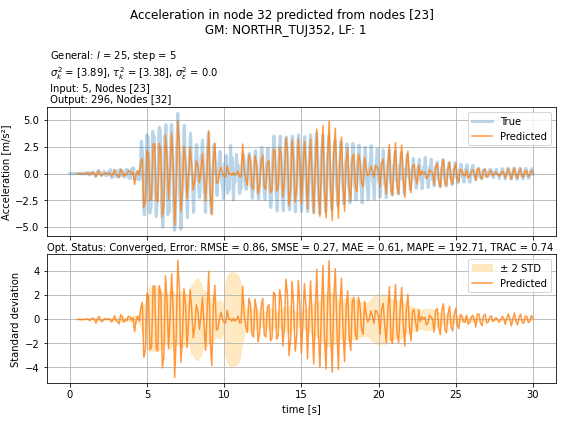 Acceleration in node 32 predicted from nodes [23]
GM: NORTHR_TUJ352, LF: 1
General: l = 25, step = 5
σ²ₖ = [3.89], τ²ₖ = [3.38], σ²ε = 0.0
Input: 5, Nodes [23]
Output: 296, Nodes [32]
Acceleration [m/s²]
5.0
2.5
0.0
−2.5
−5.0
True
Predicted
Opt. Status: Converged, Error: RMSE = 0.86, SMSE = 0.27, MAE = 0.61, MAPE = 192.71, TRAC = 0.74
Standard deviation
4
2
0
−2
−4
± 2 STD
Predicted
0 5 10 15 20 25 30
time [s]